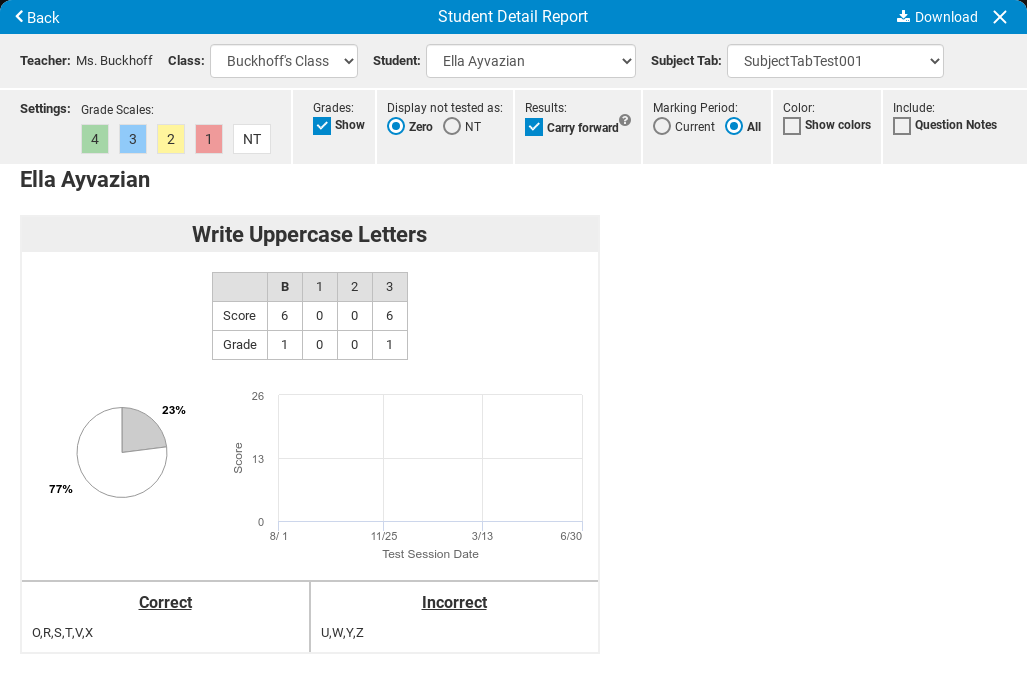 Back
Student Detail Report
Download
Teacher: Ms. Buckhoff Class: Buckhoff's Class Student: Ella Ayvazian Subject Tab: SubjectTabTest001
Settings: Grade Scales:
4 3 2 1 NT
Grades:
Show
Display not tested as:
Zero NT
Results:
Carry forward ?
Marking Period:
Current All
Color:
Show colors
Include:
Question Notes
Ella Ayvazian
Write Uppercase Letters
B 1 2 3
Score 6 0 0 6
Grade 1 0 0 1
23%
77%
26
13
0
Score
8/ 1 11/25 3/13 6/30
Test Session Date
Correct
O,R,S,T,V,X
Incorrect
U,W,Y,Z